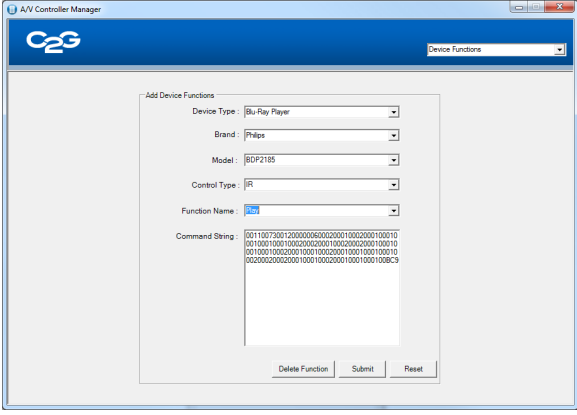 A/V Controller Manager
C2G
Device Functions
Add Device Functions
Device Type : Blu-Ray Player
Brand : Philips
Model : BDP2185
Control Type : IR
Function Name : Play
Command String : 0011007300120000006000200010002000100010
0010001000100020002000100020002000100010
0010001000200010001000200010001000100010
00200020002000100010002000100010001000BC9
Delete Function Submit Reset